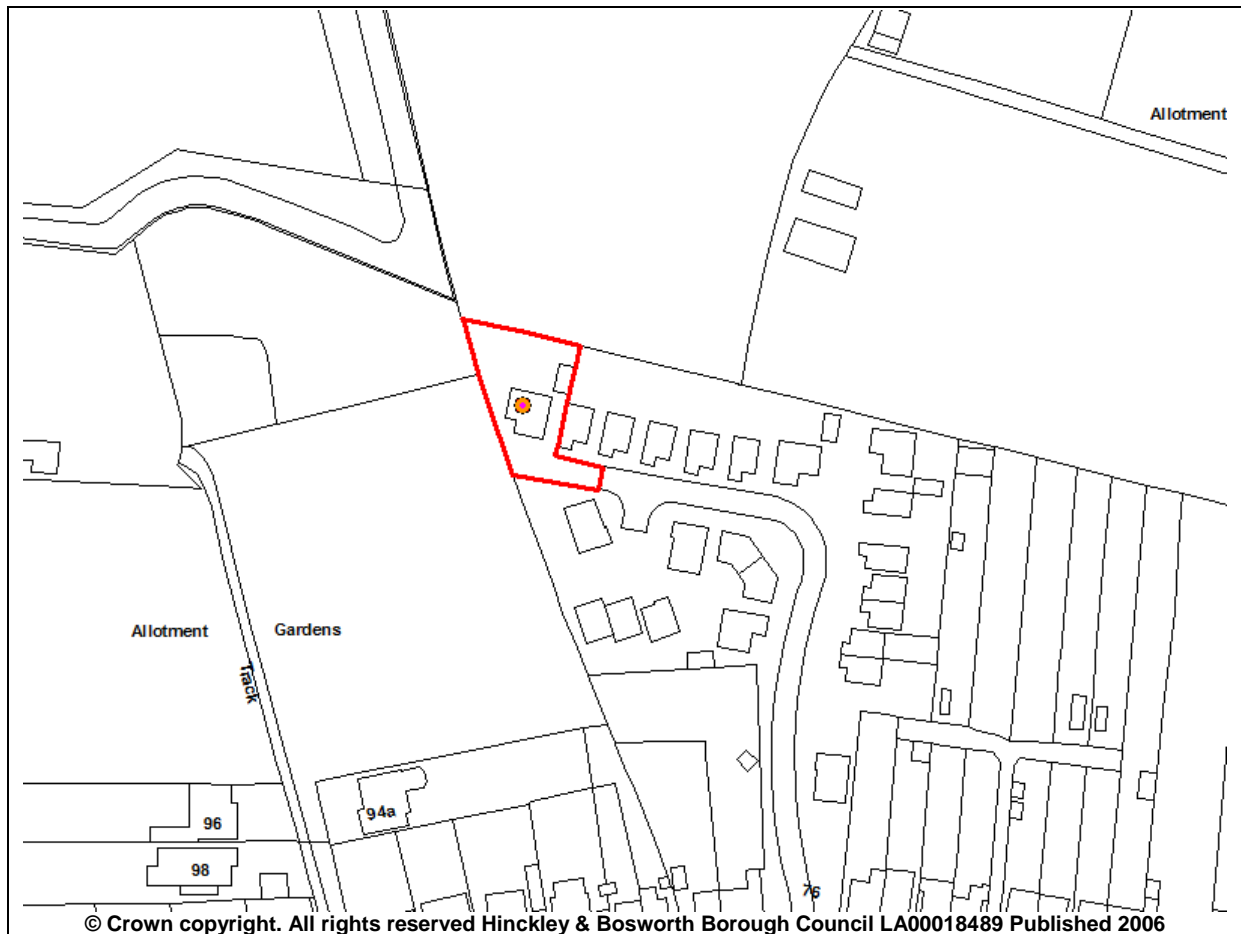 Allotment
Allotment
Gardens
Track
94a
96
98
76
© Crown copyright. All rights reserved Hinckley & Bosworth Borough Council LA00018489 Published 2006